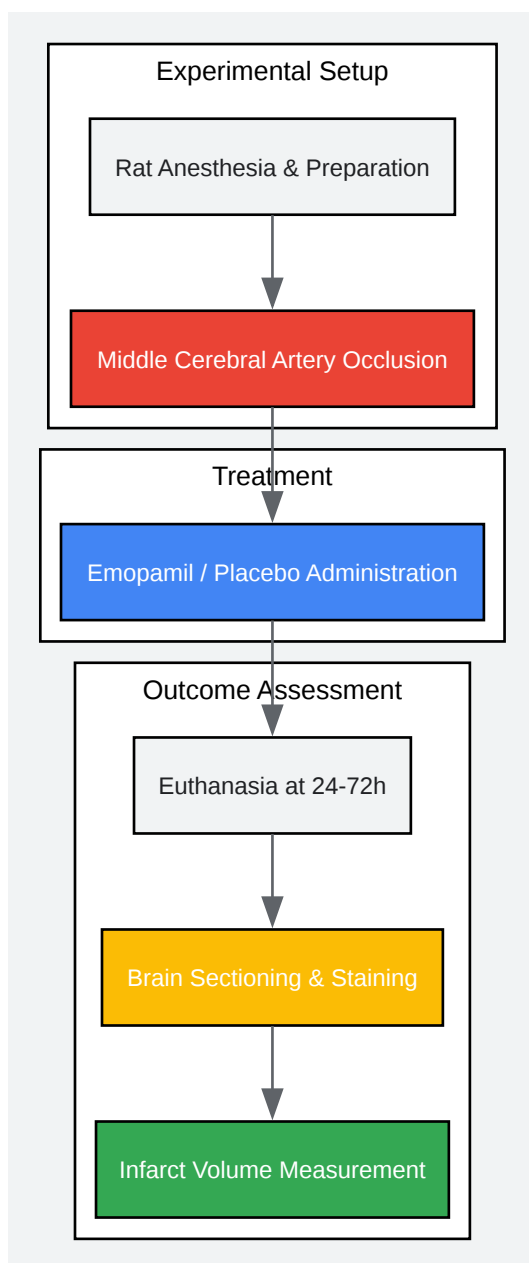 Experimental Setup
Rat Anesthesia & Preparation
Middle Cerebral Artery Occlusion
Treatment
Emopamil / Placebo Administration
Outcome Assessment
Euthanasia at 24-72h
Brain Sectioning & Staining
Infarct Volume Measurement